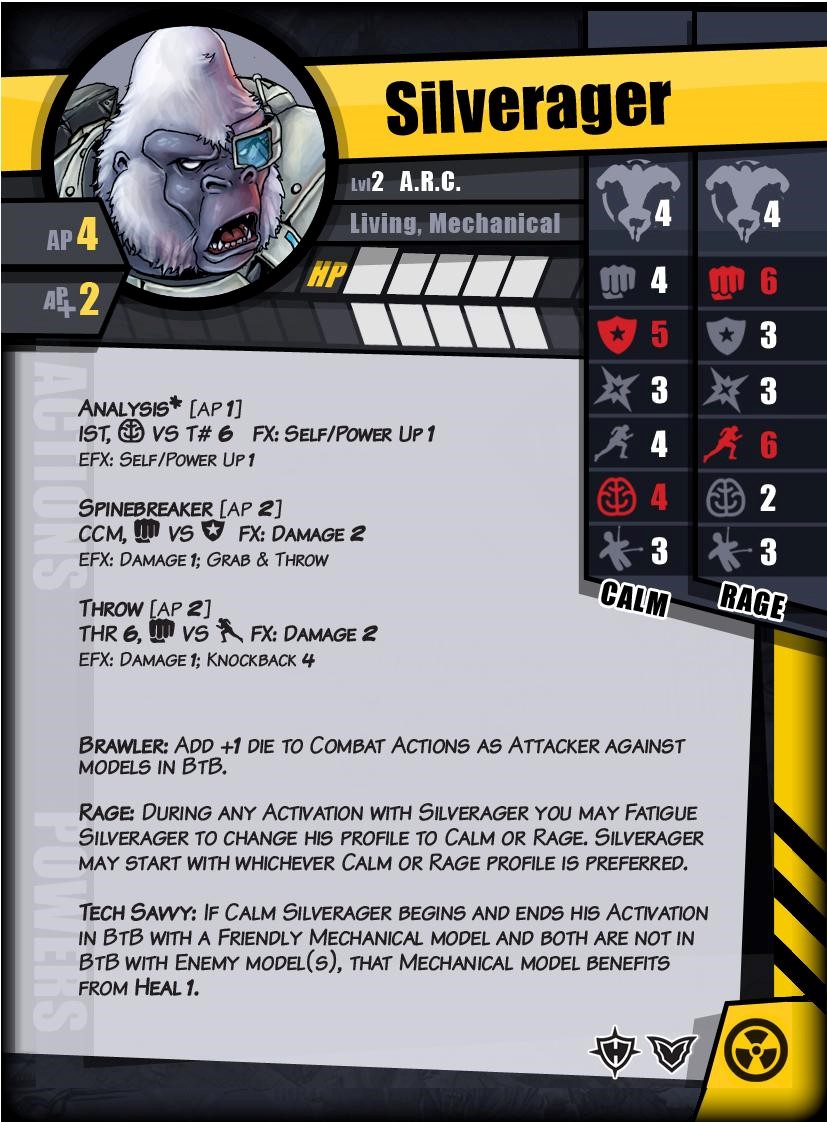 Silverager
Lvl2 A.R.C.
Living, Mechanical
AP 4
AP+ 2
HP
4 4
4 6
5 3
3 3
4 6
4 2
3 3
CALM RAGE
ACTIONS
Analysis* [AP 1]
IST, VS T# 6 FX: Self/Power Up 1
EFX: Self/Power Up 1
Spinebreaker [AP 2]
CCM, VS FX: Damage 2
EFX: Damage 1; Grab & Throw
Throw [AP 2]
THR 6, VS FX: Damage 2
EFX: Damage 1; Knockback 4
POWERS
Brawler: Add +1 die to Combat Actions as Attacker against
models in BtB.
Rage: During any Activation with Silverager you may Fatigue
Silverager to change his profile to Calm or Rage. Silverager
may start with whichever Calm or Rage profile is preferred.
Tech Savvy: If Calm Silverager begins and ends his Activation
in BtB with a Friendly Mechanical model and both are not in
BtB with Enemy model(s), that Mechanical model benefits
from Heal 1.
H